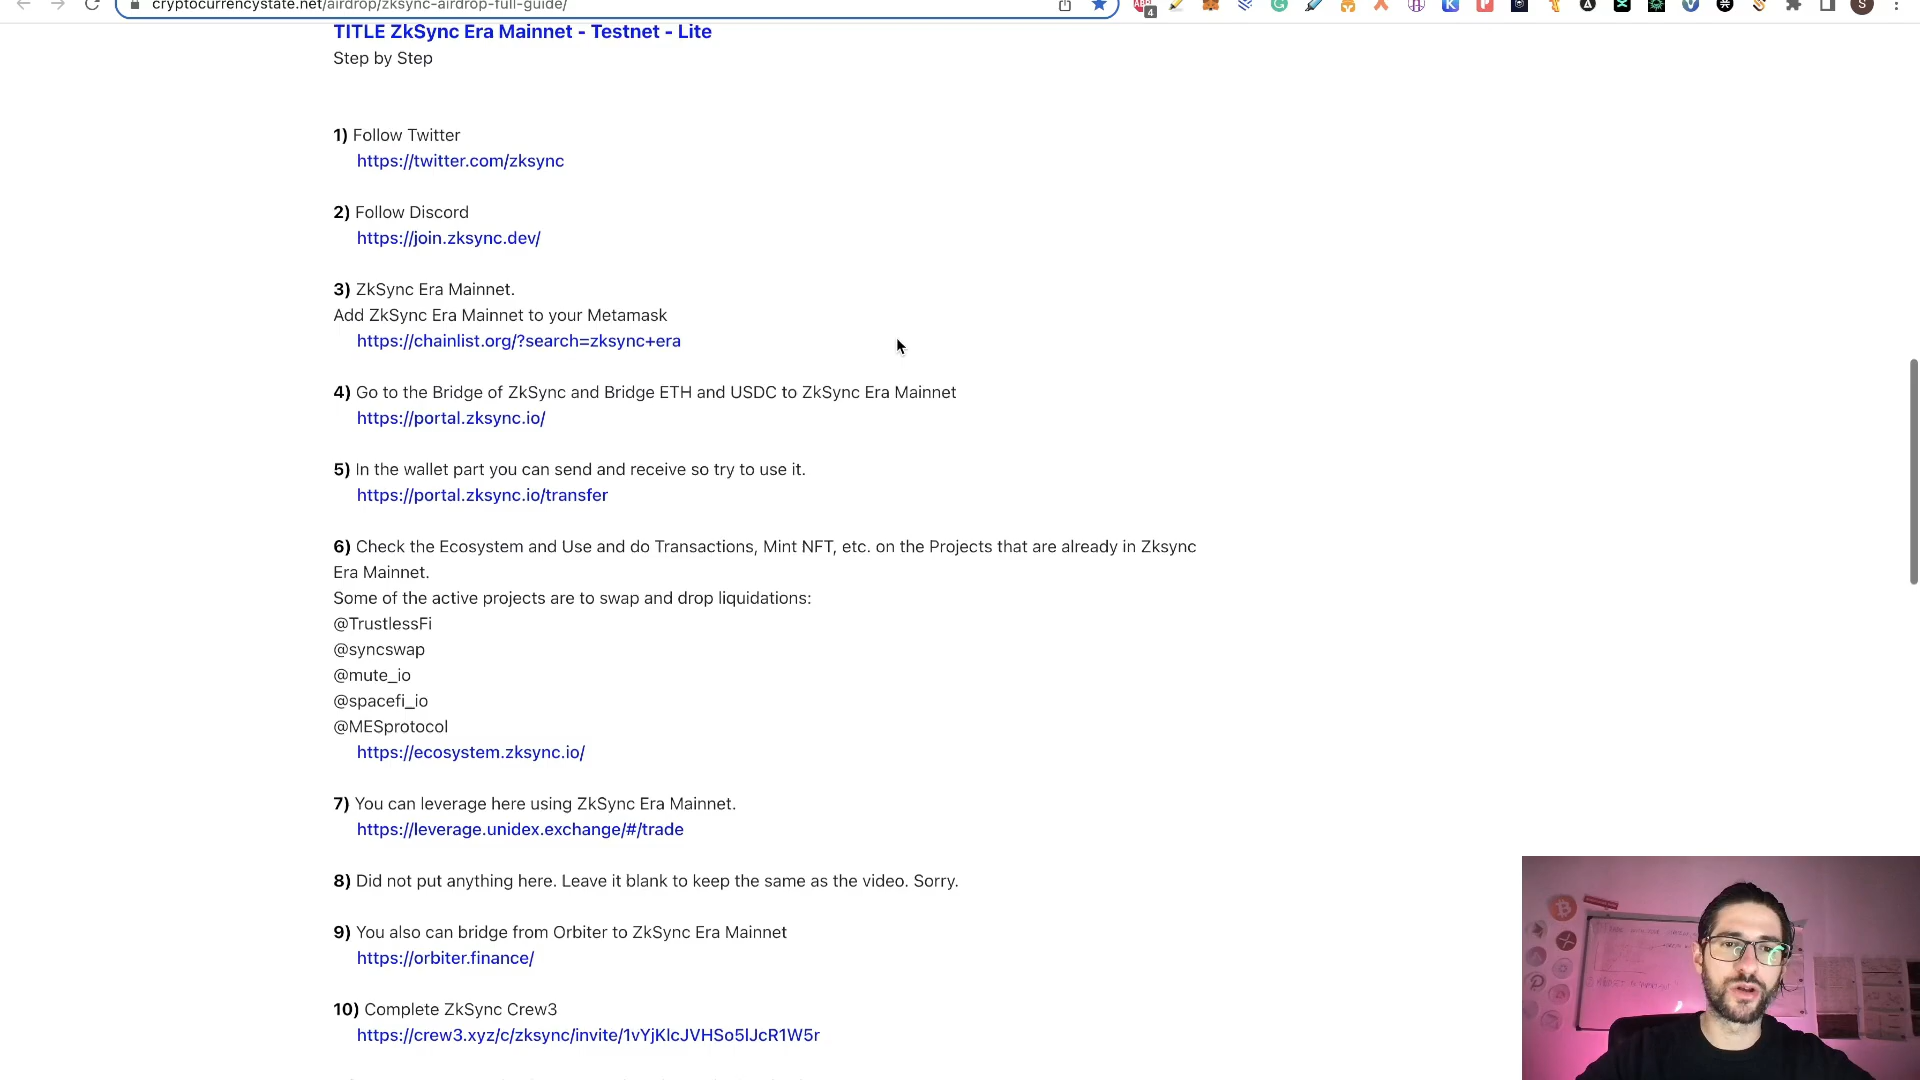 cryptocurrencystate.net/airdrop/zksync-airdrop-full-guide/
4
S
TITLE ZkSync Era Mainnet - Testnet - Lite
Step by Step
1) Follow Twitter
https://twitter.com/zksync
2) Follow Discord
https://join.zksync.dev/
3) ZkSync Era Mainnet.
Add ZkSync Era Mainnet to your Metamask
https://chainlist.org/?search=zksync+era
4) Go to the Bridge of ZkSync and Bridge ETH and USDC to ZkSync Era Mainnet
https://portal.zksync.io/
5) In the wallet part you can send and receive so try to use it.
https://portal.zksync.io/transfer
6) Check the Ecosystem and Use and do Transactions, Mint NFT, etc. on the Projects that are already in Zksync
Era Mainnet.
Some of the active projects are to swap and drop liquidations:
@TrustlessFi
@syncswap
@mute_io
@spacefi_io
@MESprotocol
https://ecosystem.zksync.io/
7) You can leverage here using ZkSync Era Mainnet.
https://leverage.unidex.exchange/#/trade
8) Did not put anything here. Leave it blank to keep the same as the video. Sorry.
9) You also can bridge from Orbiter to ZkSync Era Mainnet
https://orbiter.finance/
10) Complete ZkSync Crew3
https://crew3.xyz/c/zksync/invite/1vYjKlcJVHSo5lJcR1W5r